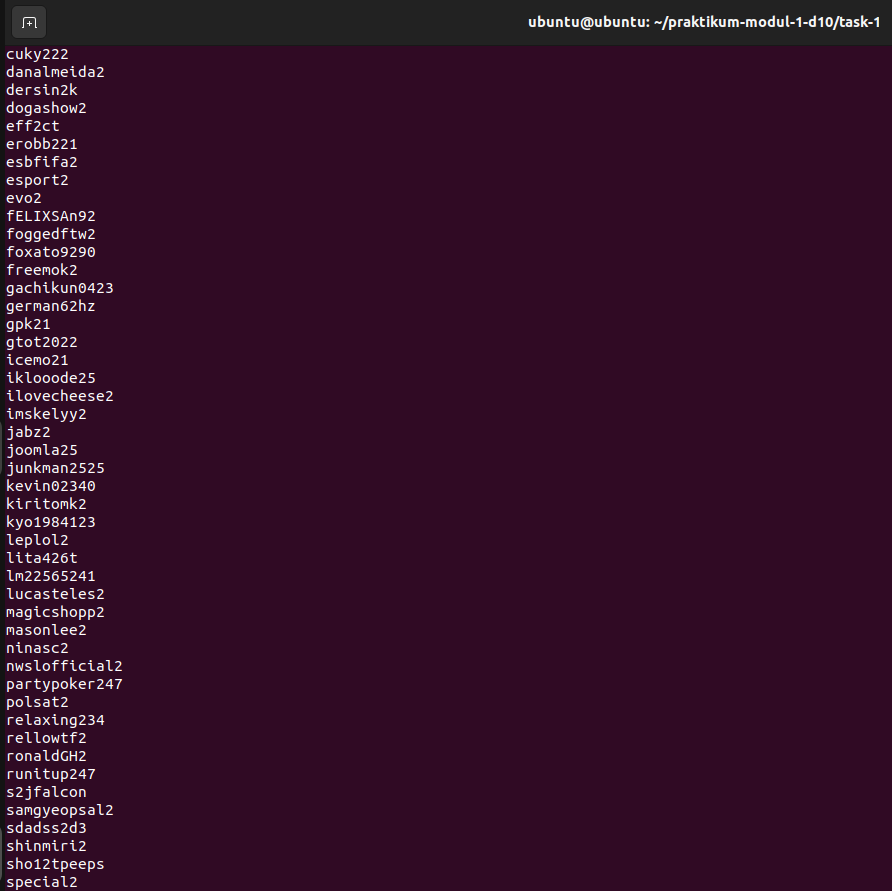 ubuntu@ubuntu: ~/praktikum-modul-1-d10/task-1
cuky222
danalmeida2
dersin2k
dogashow2
eff2ct
erobb221
esbfifa2
esport2
evo2
fELIXSAn92
foggedftw2
foxato9290
freemok2
gachikun0423
german62hz
gpk21
gtot2022
icemo21
iklooode25
ilovecheese2
imskelyy2
jabz2
joomla25
junkman2525
kevin02340
kiritomk2
kyo1984123
leplol2
lita426t
lm22565241
lucasteles2
magicshopp2
masonlee2
ninasc2
nwslofficial2
partypoker247
polsat2
relaxing234
rellowtf2
ronaldGH2
runitup247
s2jfalcon
samgyeopsal2
sdadss2d3
shinmiri2
sho12tpeeps
special2